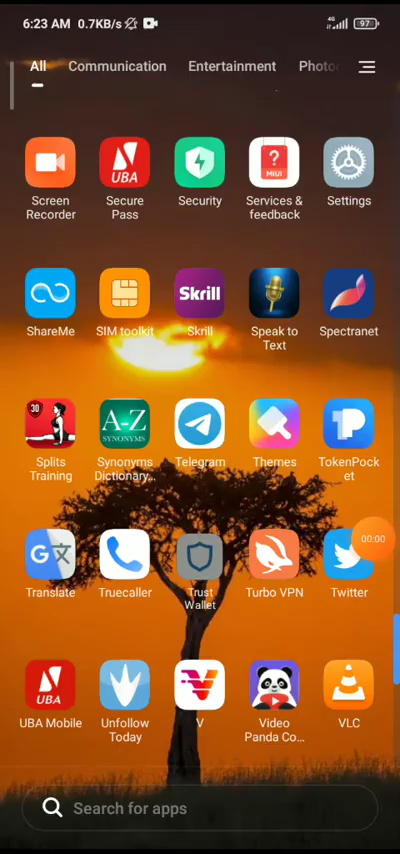 6:23 AM 0.7KB/s 4G 97
All Communication Entertainment Photo
UBA ? MIUI
Screen Secure Security Services & Settings
Recorder Pass feedback
Skrill
ShareMe SIM toolkit Skrill Speak to Spectranet
Text
30 A-Z
SYNONYMS
Splits Synonyms Telegram Themes TokenPock
Training Dictionary... et
G 00:00
Translate Truecaller Trust Turbo VPN Twitter
Wallet
UBA
UBA Mobile Unfollow V Video VLC
Today Panda Co...
Search for apps